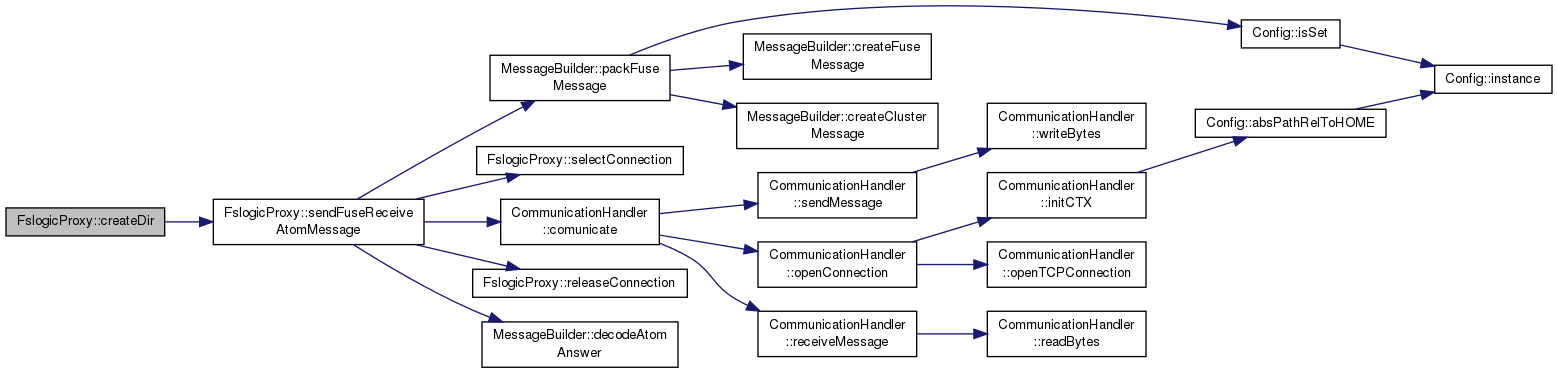 FslogicProxy::createDir
FslogicProxy::sendFuseReceive
AtomMessage
MessageBuilder::packFuse
Message
FslogicProxy::selectConnection
CommunicationHandler
::comunicate
FslogicProxy::releaseConnection
MessageBuilder::decodeAtom
Answer
MessageBuilder::createFuse
Message
MessageBuilder::createCluster
Message
CommunicationHandler
::sendMessage
CommunicationHandler
::openConnection
CommunicationHandler
::receiveMessage
CommunicationHandler
::writeBytes
CommunicationHandler
::initCTX
CommunicationHandler
::openTCPConnection
CommunicationHandler
::readBytes
Config::isSet
Config::absPathRelToHOME
Config::instance